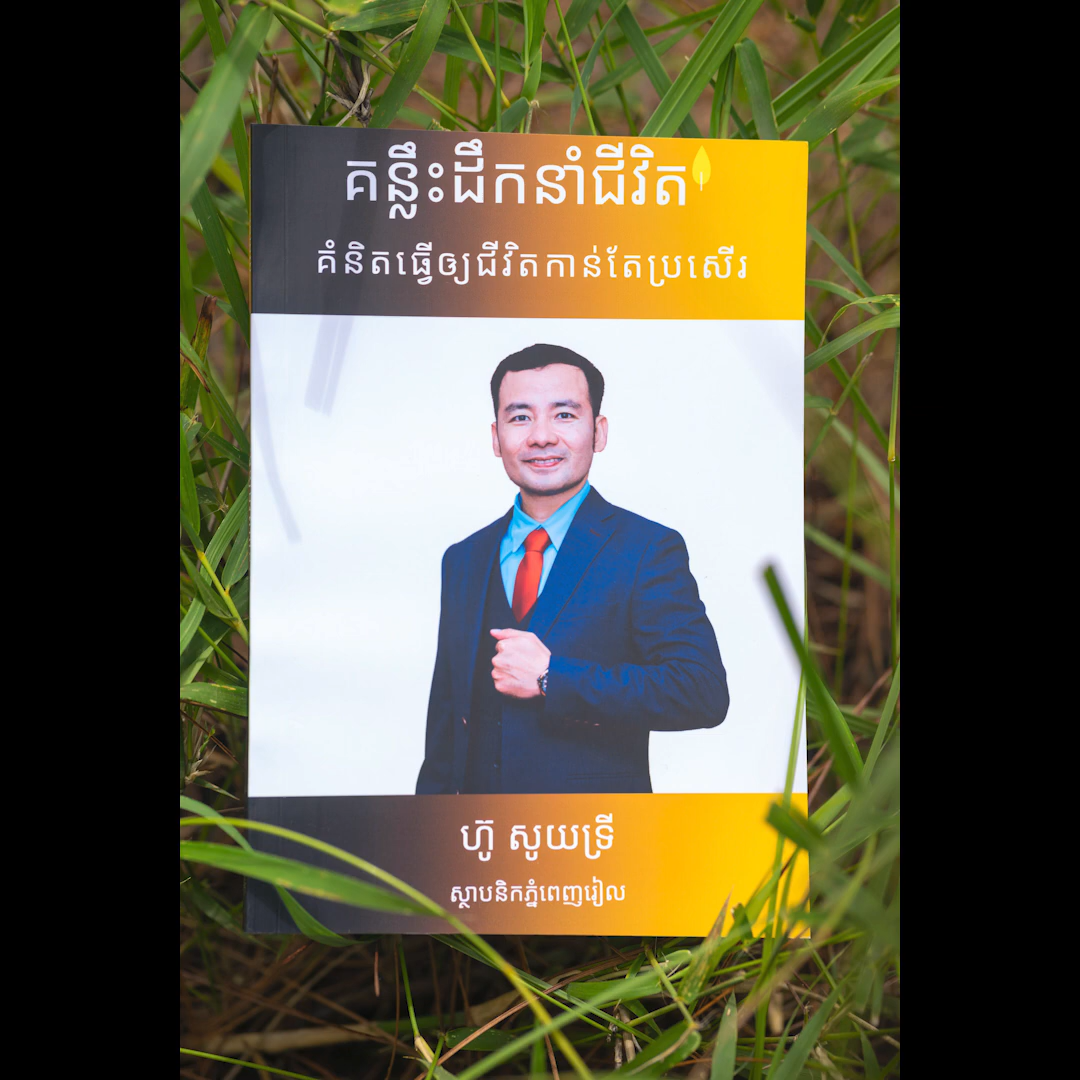 គន្លឹះដឹកនាំជីវិត
គំនិតធ្វើឲ្យជីវិតកាន់តែប្រសើរ
ហ៊ូ សូយទ្រី
ស្ថាបនិកភ្នំពេញរៀល